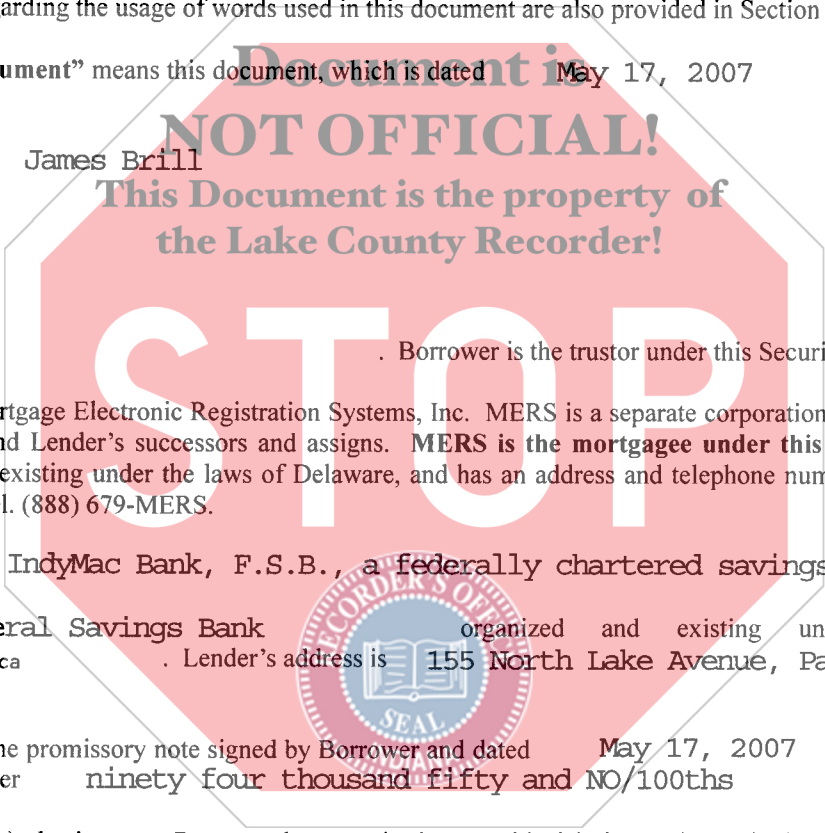 arding the usage of words used in this document are also provided in Section
Document is
ument” means this document, which is dated May 17, 2007
NOT OFFICIAL!
James Brill
This Document is the property of
the Lake County Recorder!
STOP
. Borrower is the trustor under this Securi
rtgage Electronic Registration Systems, Inc. MERS is a separate corporation
nd Lender’s successors and assigns. MERS is the mortgagee under this
existing under the laws of Delaware, and has an address and telephone num
l. (888) 679-MERS.
IndyMac Bank, F.S.B., a federally chartered savings
RECORDER'S OFFIC
eral Savings Bank organized and existing un
ca . Lender’s address is 155 North Lake Avenue, Pa
SEAL
INDIANA
ne promissory note signed by Borrower and dated May 17, 2007
er ninety four thousand fifty and NO/100ths